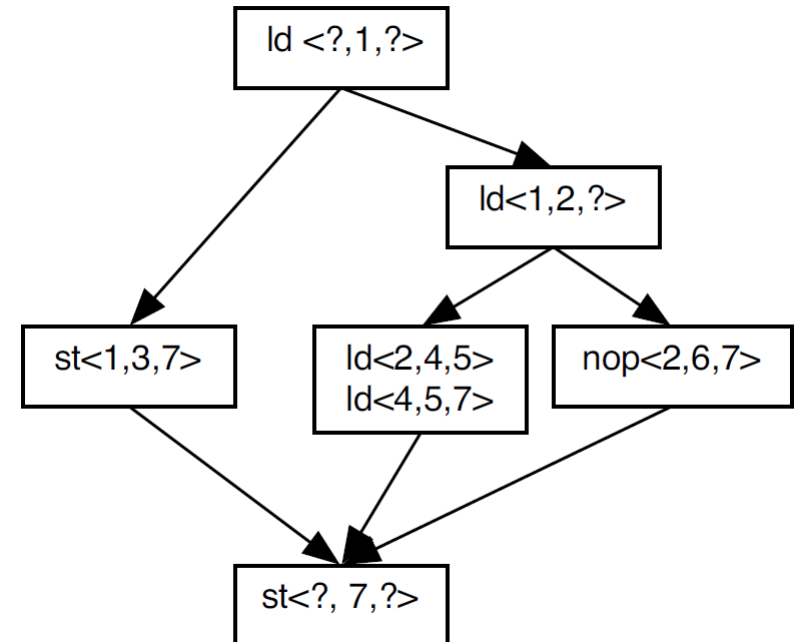 ld <?,1,?>
ld<1,2,?>
st<1,3,7>
ld<2,4,5>
ld<4,5,7>
nop<2,6,7>
st<?, 7,?>